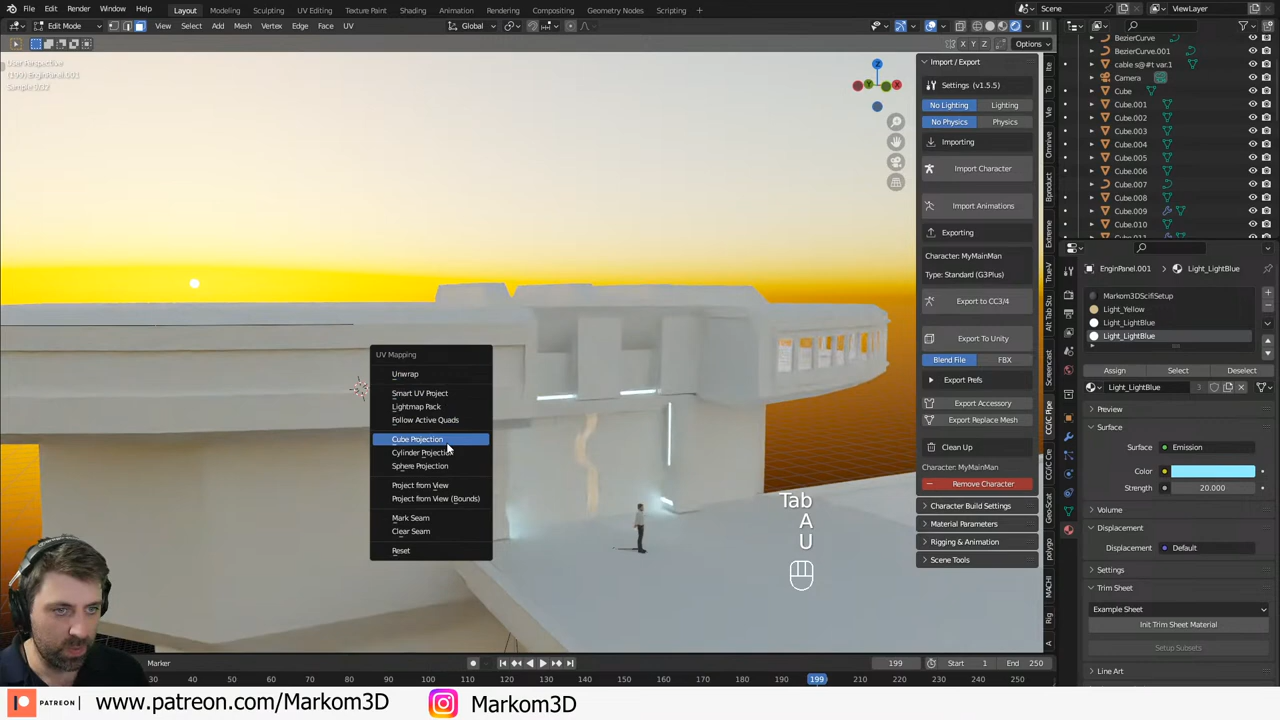 File Edit Render Window Help Layout Modeling Sculpting UV Editing Texture Paint Shading Animation Rendering Compositing Geometry Nodes Scripting Scene ViewLayer
Edit Mode View Select Add Mesh Vertex Edge Face UV Global
X Y Z Options
User Perspective
(199) EnginPanel.001
Import / Export
Settings (v1.5.5)
No Lighting Lighting
No Physics Physics
Importing
Import Character
Import Animations
Exporting
Character: MyMainMan
Type: Standard (G3Plus)
Export to CC3/4
Export To Unity
Blend File FBX
Export Prefs
Export Accessory
Export Replace Mesh
Clean Up
Character: MyMainMan
Remove Character
Character Build Settings
Material Parameters
Rigging & Animation
Scene Tools
BezierCurve
BezierCurve.001
cable s@#t var.1
Camera
Cube
Cube.001
Cube.002
Cube.003
Cube.004
Cube.005
Cube.006
Cube.007
Cube.008
Cube.009
Cube.010
EnginPanel.001 Light_LightBlue
Markom3DScifiSetup
Light_Yellow
Light_LightBlue
Light_LightBlue
Assign Select Deselect
Light_LightBlue 3
Preview
Surface
Surface Emission
Color
Strength 20.000
Volume
Displacement
Displacement Default
Settings
Trim Sheet
Example Sheet
Init Trim Sheet Material
Setup Subsets
Line Art
UV Mapping
Unwrap
Smart UV Project
Lightmap Pack
Follow Active Quads
Cube Projection
Cylinder Projection
Sphere Projection
Project from View
Project from View (Bounds)
Mark Seam
Clear Seam
Reset
Tab
A
U
Marker 199 Start 1 End 250
30 40 50 60 70 80 90 100 110 120 130 140 150 160 170 180 199 210 220 230 240 250
PATREON www.patreon.com/Markom3D Markom3D